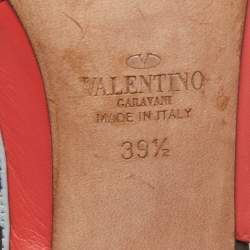 V
VALENTINO
GARAVANI
MADE IN ITALY
39½